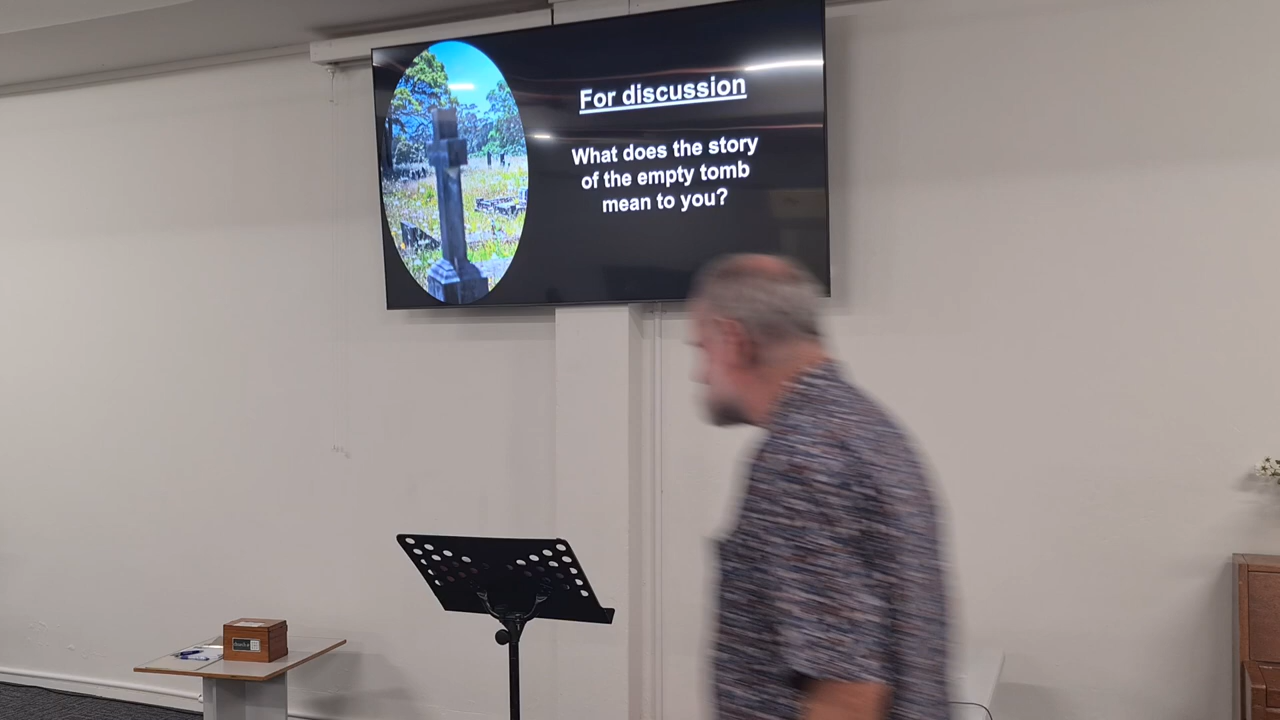 For discussion
What does the story
of the empty tomb
mean to you?